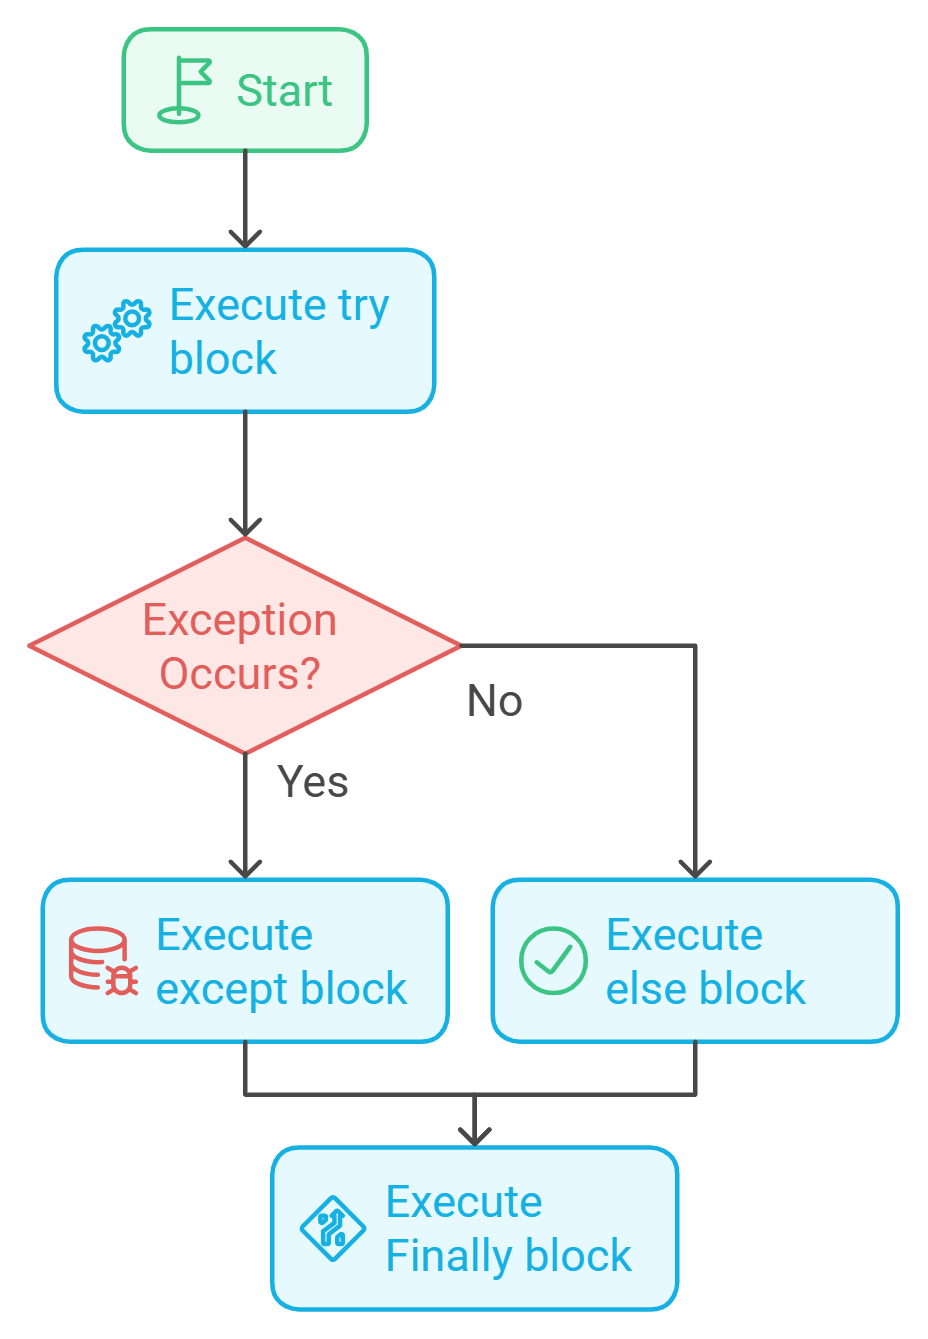 Start
Execute try
block
Exception
Occurs?
No
Yes
Execute
except block
Execute
else block
Execute
Finally block